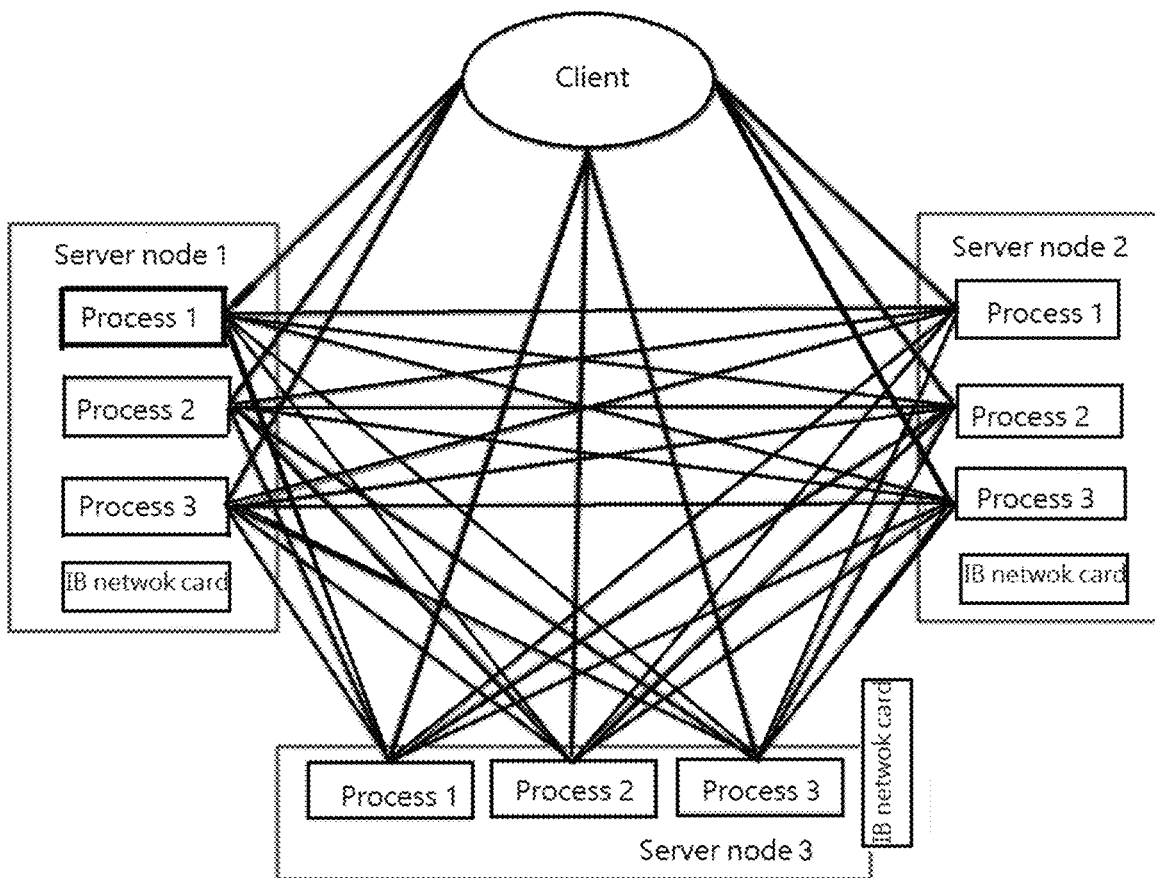 Client
Server node 1
Process 1
Process 2
Process 3
IB netwok card
Server node 2
Process 1
Process 2
Process 3
IB netwok card
IB netwok card
Process 1
Process 2
Process 3
Server node 3